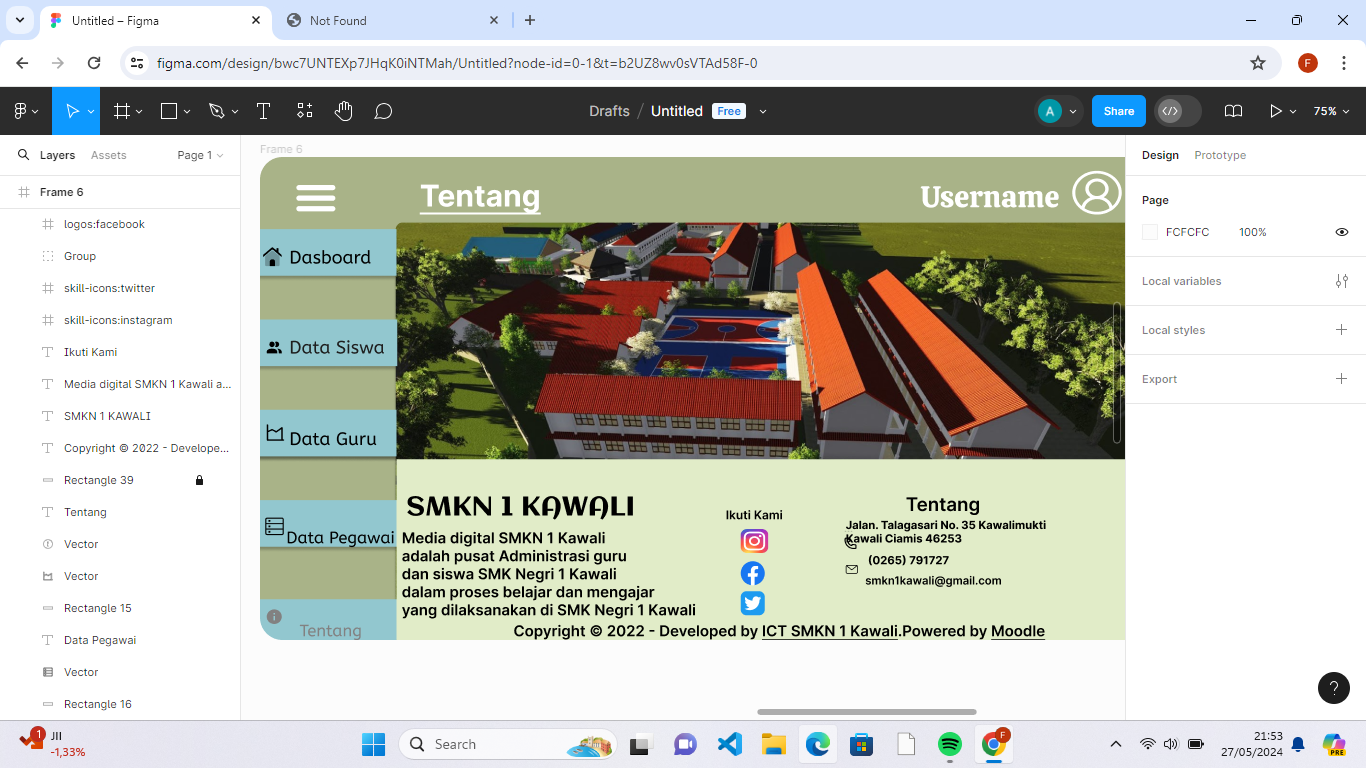 Untitled – Figma
Not Found
figma.com/design/bwc7UNTEXp7JHqK0iNTMah/Untitled?node-id=0-1&t=b2UZ8wv0sVTAd58F-0
F
Drafts / Untitled Free
A
Share
75%
Layers
Assets
Page 1
Frame 6
logos:facebook
Group
skill-icons:twitter
skill-icons:instagram
Ikuti Kami
Media digital SMKN 1 Kawali a...
SMKN 1 KAWALI
Copyright © 2022 - Develope...
Rectangle 39
Tentang
Vector
Vector
Rectangle 15
Data Pegawai
Vector
Rectangle 16
Frame 6
Tentang
Username
Dasboard
Data Siswa
Data Guru
Data Pegawai
Tentang
SMKN 1 KAWALI
Media digital SMKN 1 Kawali
adalah pusat Administrasi guru
dan siswa SMK Negri 1 Kawali
dalam proses belajar dan mengajar
yang dilaksanakan di SMK Negri 1 Kawali
Ikuti Kami
Tentang
Jalan. Talagasari No. 35 Kawalimukti
Kawali Ciamis 46253
(0265) 791727
smkn1kawali@gmail.com
Copyright © 2022 - Developed by ICT SMKN 1 Kawali.Powered by Moodle
Design
Prototype
Page
FCFCFC 100%
Local variables
Local styles
Export
?
1
JII
-1,33%
Search
F
21:53
27/05/2024
PRE